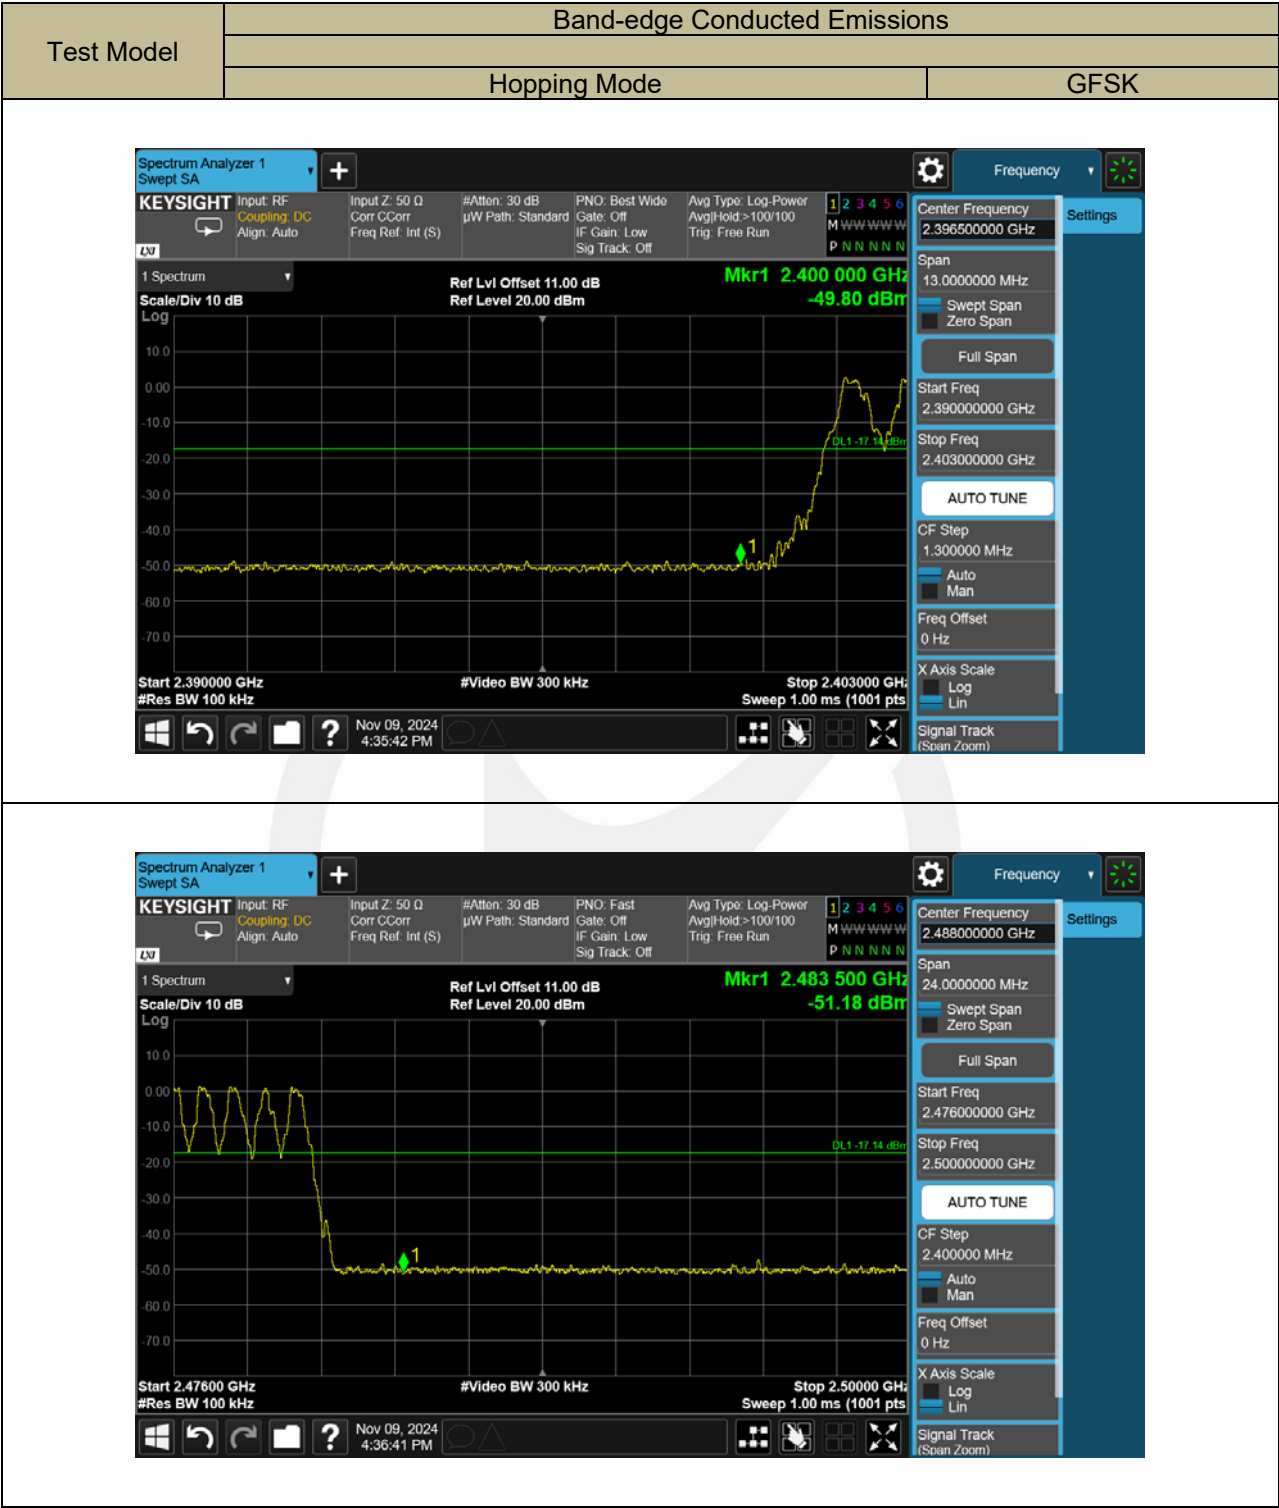 Test Model
Band-edge Conducted Emissions
Hopping Mode
GFSK
Spectrum Analyzer 1
Swept SA
Frequency
KEYSIGHT
LXI
Input: RF
Coupling: DC
Align: Auto
Input Z: 50 Ω
Corr CCorr
Freq Ref: Int (S)
#Atten: 30 dB
µW Path: Standard
PNO: Best Wide
Gate: Off
IF Gain: Low
Sig Track: Off
Avg Type: Log-Power
Avg|Hold:>100/100
Trig: Free Run
1 2 3 4 5 6
M W W W W W
P N N N N N
Center Frequency
2.396500000 GHz
Settings
1 Spectrum
Scale/Div 10 dB
Log
Ref Lvl Offset 11.00 dB
Ref Level 20.00 dBm
Mkr1 2.400 000 GHz
-49.80 dBm
10.0
0.00
-10.0
-20.0
-30.0
-40.0
-50.0
-60.0
-70.0
DL1 -17.14 dBm
1
Start 2.390000 GHz
#Res BW 100 kHz
#Video BW 300 kHz
Stop 2.403000 GHz
Sweep 1.00 ms (1001 pts
Span
13.0000000 MHz
Swept Span
Zero Span
Full Span
Start Freq
2.390000000 GHz
Stop Freq
2.403000000 GHz
AUTO TUNE
CF Step
1.300000 MHz
Auto
Man
Freq Offset
0 Hz
X Axis Scale
Log
Lin
Signal Track
(Span Zoom)
Nov 09, 2024
4:35:42 PM
Spectrum Analyzer 1
Swept SA
Frequency
KEYSIGHT
LXI
Input: RF
Coupling: DC
Align: Auto
Input Z: 50 Ω
Corr CCorr
Freq Ref: Int (S)
#Atten: 30 dB
µW Path: Standard
PNO: Fast
Gate: Off
IF Gain: Low
Sig Track: Off
Avg Type: Log-Power
Avg|Hold:>100/100
Trig: Free Run
1 2 3 4 5 6
M W W W W W
P N N N N N
Center Frequency
2.488000000 GHz
Settings
1 Spectrum
Scale/Div 10 dB
Log
Ref Lvl Offset 11.00 dB
Ref Level 20.00 dBm
Mkr1 2.483 500 GHz
-51.18 dBm
10.0
0.00
-10.0
-20.0
-30.0
-40.0
-50.0
-60.0
-70.0
DL1 -17.14 dBm
1
Start 2.47600 GHz
#Res BW 100 kHz
#Video BW 300 kHz
Stop 2.50000 GHz
Sweep 1.00 ms (1001 pts
Span
24.0000000 MHz
Swept Span
Zero Span
Full Span
Start Freq
2.476000000 GHz
Stop Freq
2.500000000 GHz
AUTO TUNE
CF Step
2.400000 MHz
Auto
Man
Freq Offset
0 Hz
X Axis Scale
Log
Lin
Signal Track
(Span Zoom)
Nov 09, 2024
4:36:41 PM